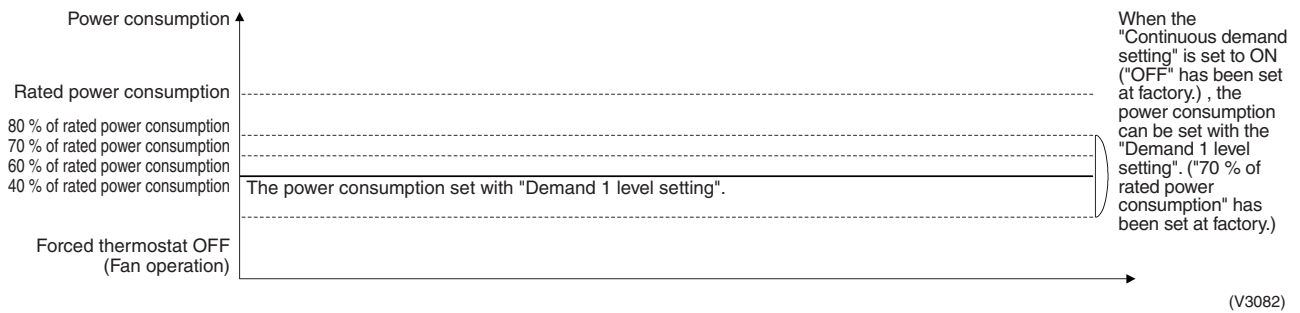 Power consumption
Rated power consumption
80 % of rated power consumption
70 % of rated power consumption
60 % of rated power consumption
40 % of rated power consumption
The power consumption set with "Demand 1 level setting".
Forced thermostat OFF
(Fan operation)
When the
"Continuous demand
setting" is set to ON
("OFF" has been set
at factory.) , the
power consumption
can be set with the
"Demand 1 level
setting". ("70 % of
rated power
consumption" has
been set at factory.)
(V3082)